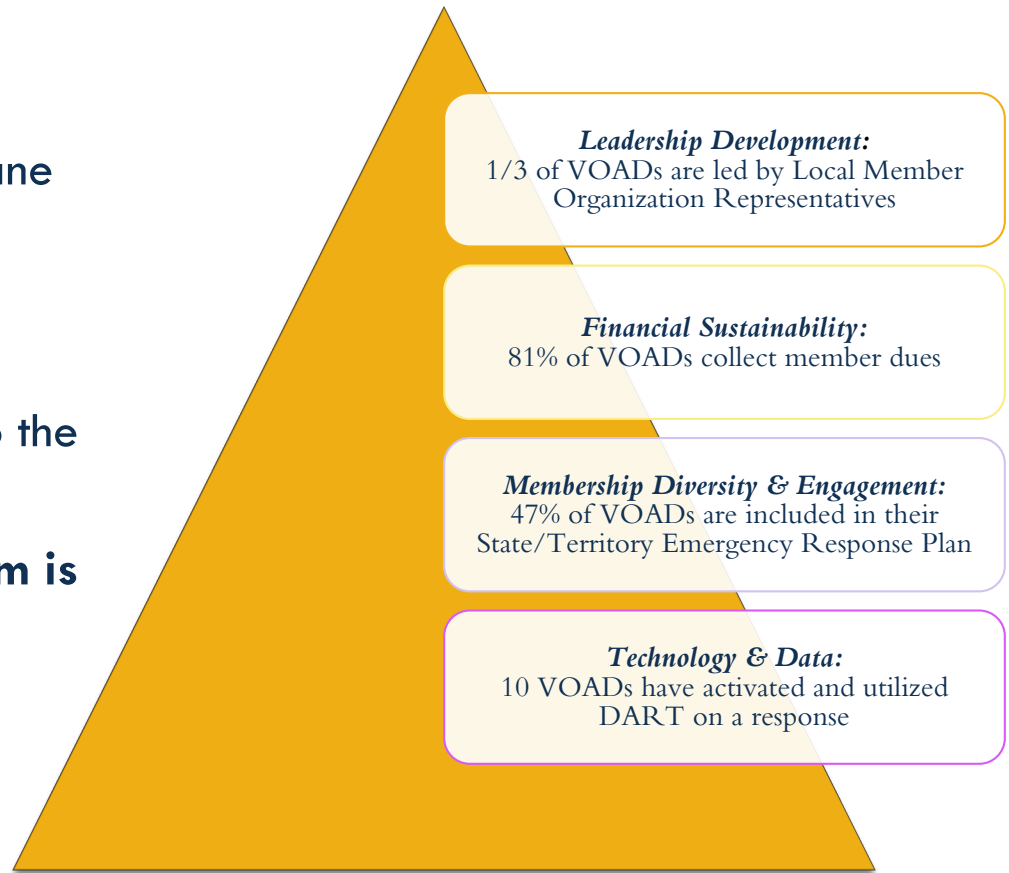 Leadership Development:
1/3 of VOADs are led by Local Member
Organization Representatives
Financial Sustainability:
81% of VOADs collect member dues
the
Membership Diversity & Engagement:
47% of VOADs are included in their
State/Territory Emergency Response Plan
is
Technology & Data:
10 VOADs have activated and utilized
DART on a response